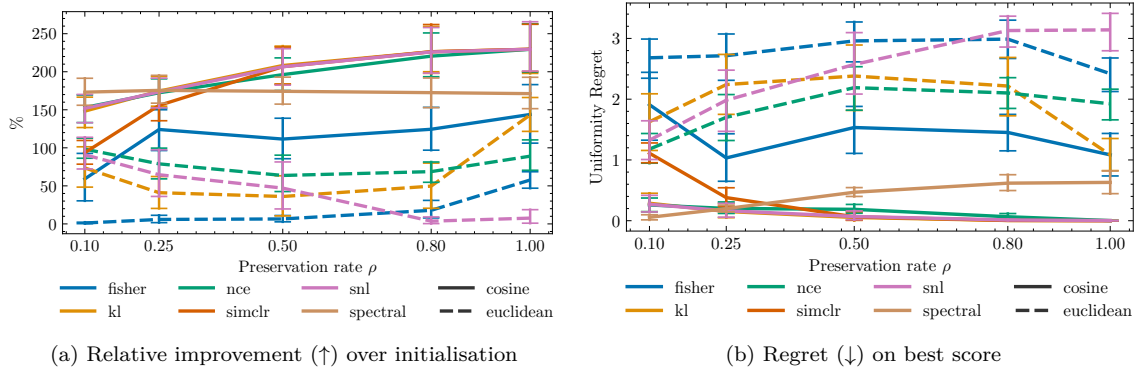 250
200
150
100
50
0
%
0.10 0.25 0.50 0.80 1.00
Preservation rate ρ
fisher nce snl cosine
kl simclr spectral euclidean
(a) Relative improvement (↑) over initialisation
3
2
1
0
Uniformity Regret
0.10 0.25 0.50 0.80 1.00
Preservation rate ρ
fisher nce snl cosine
kl simclr spectral euclidean
(b) Regret (↓) on best score